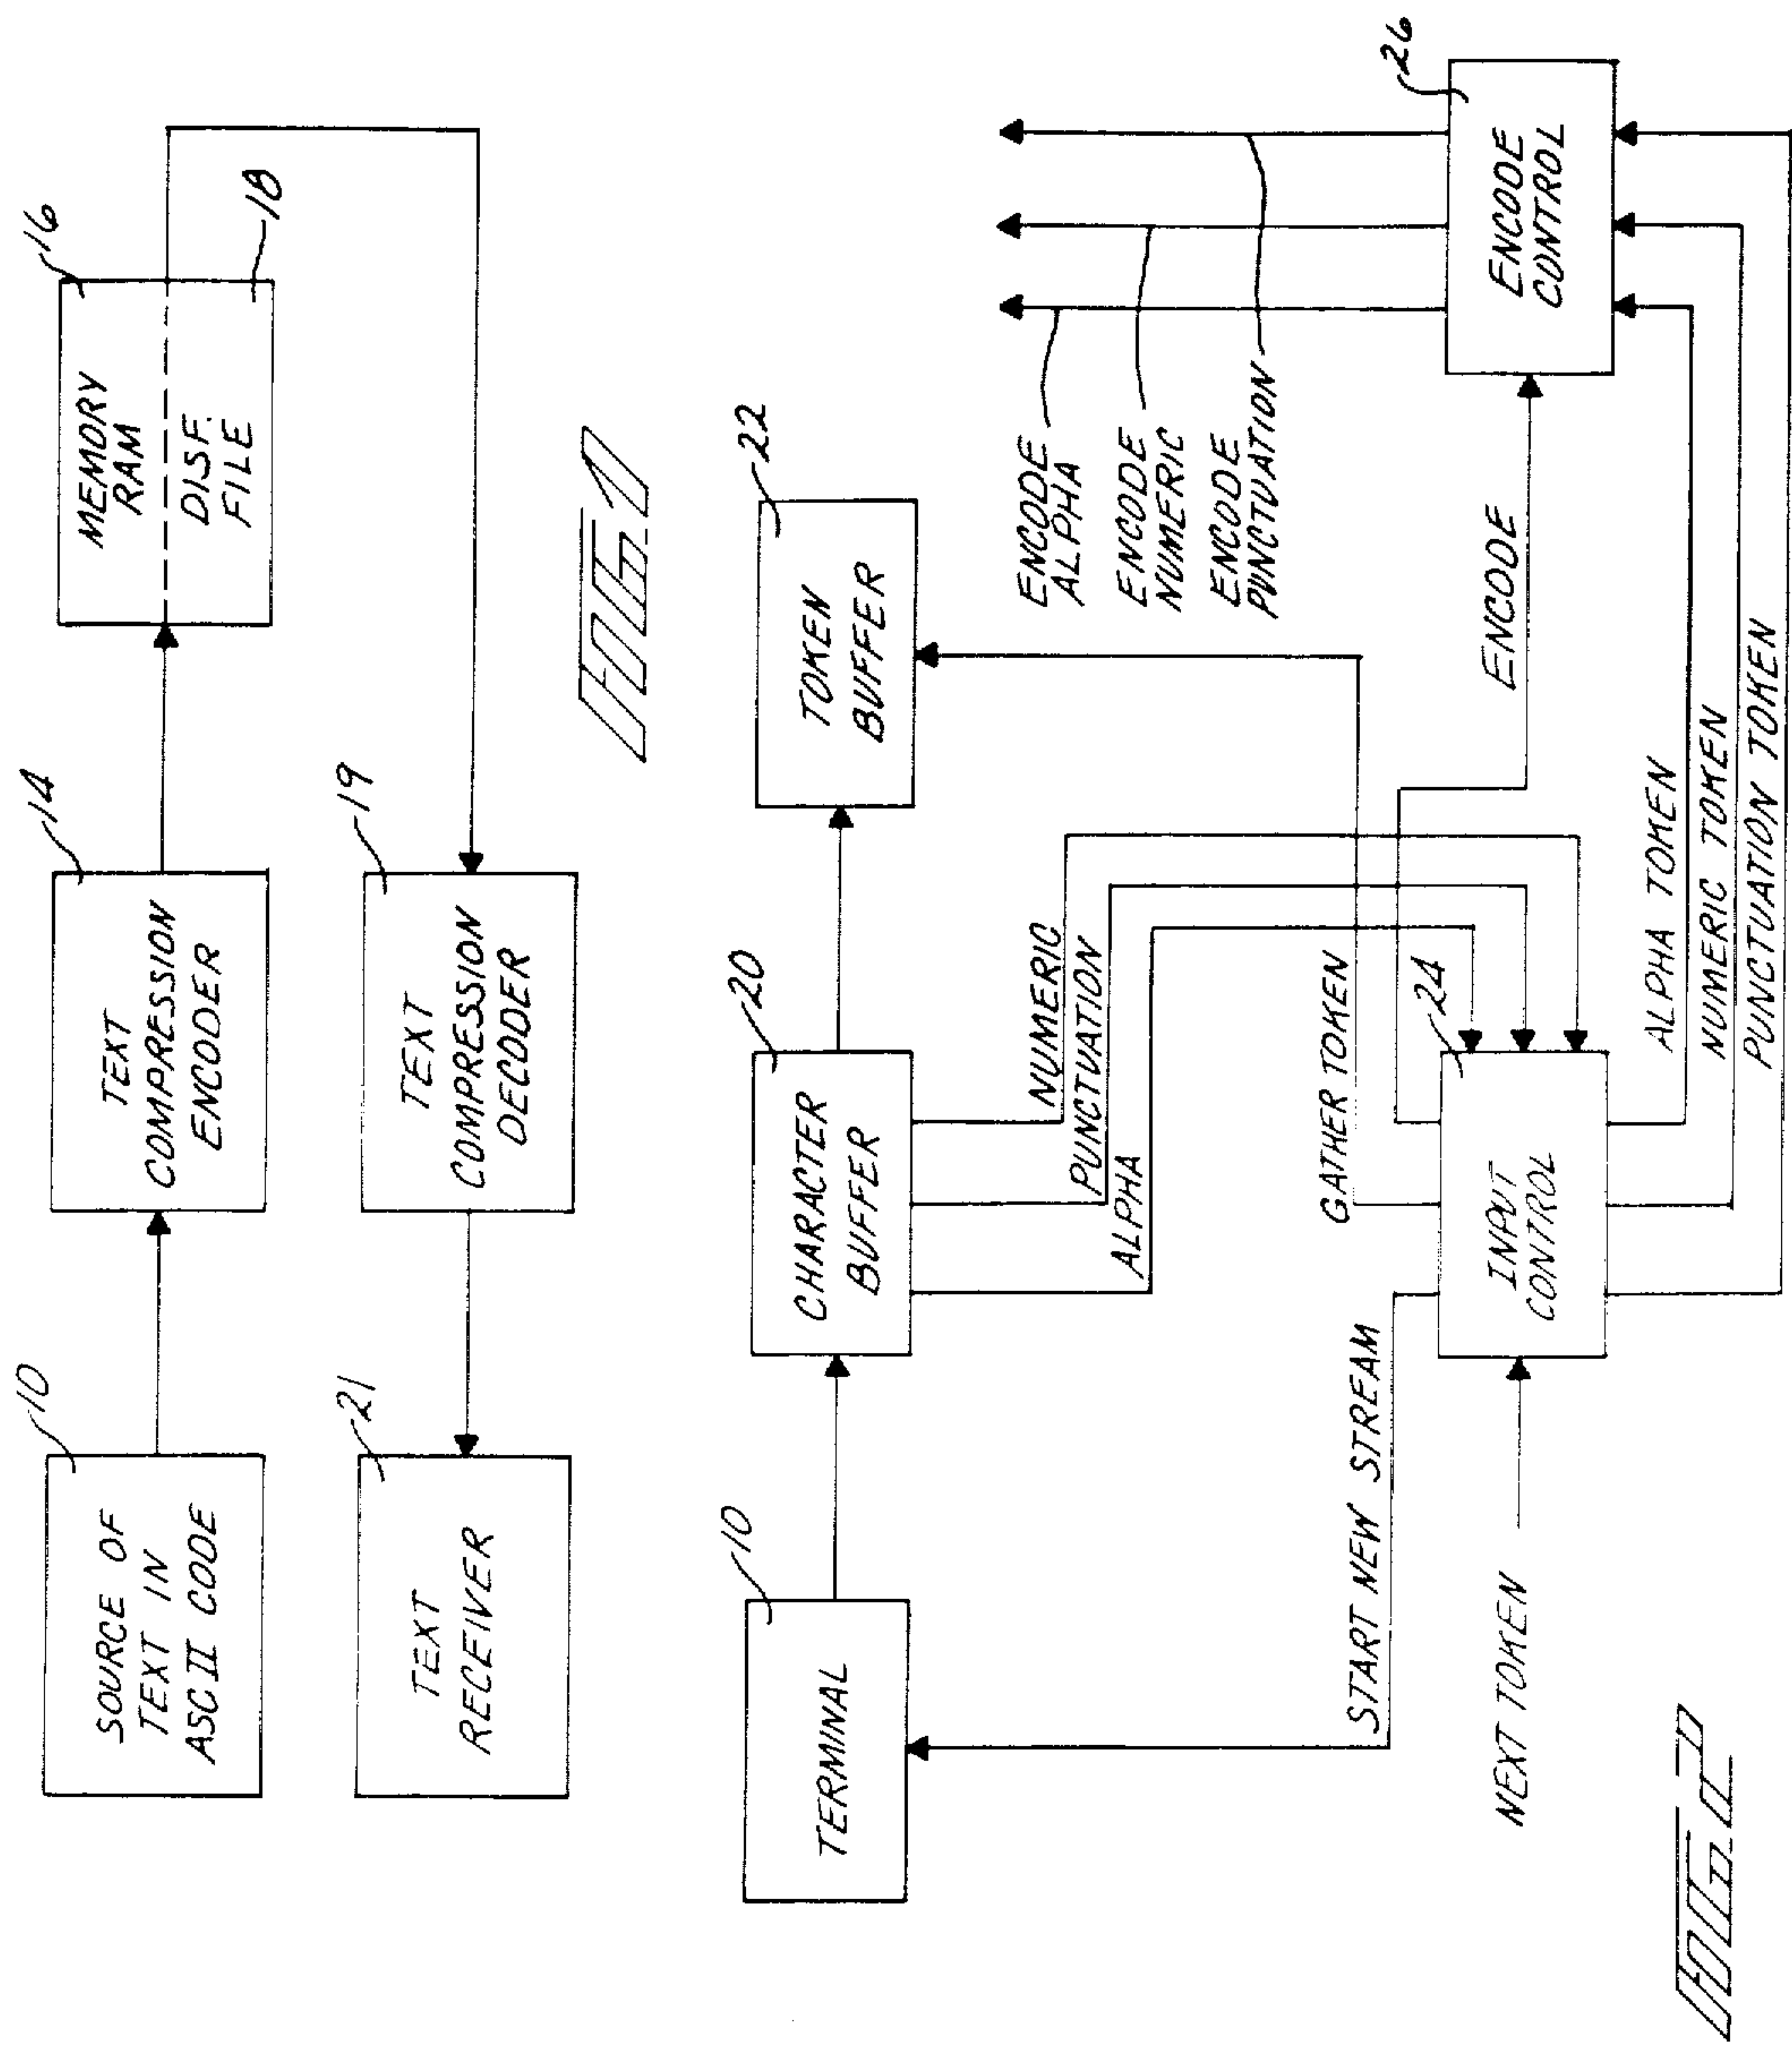 10
SOURCE OF
TEXT IN
ASCII CODE
14
TEXT
COMPRESSION
ENCODER
16
MEMORY
RAM
DISF.
FILE
18
21
TEXT
RECEIVER
19
TEXT
COMPRESSION
DECODER
FIG.1
10
TERMINAL
20
CHARACTER
BUFFER
22
TOKEN
BUFFER
NUMERIC
PUNCTUATION
ALPHA
ENCODE
ALPHA
ENCODE
NUMERIC
ENCODE
PUNCTUATION
GATHER TOKEN
START NEW STREAM
24
INPUT
CONTROL
NEXT TOKEN
ENCODE
26
ENCODE
CONTROL
ALPHA TOKEN
NUMERIC TOKEN
PUNCTUATION TOKEN
FIG.2